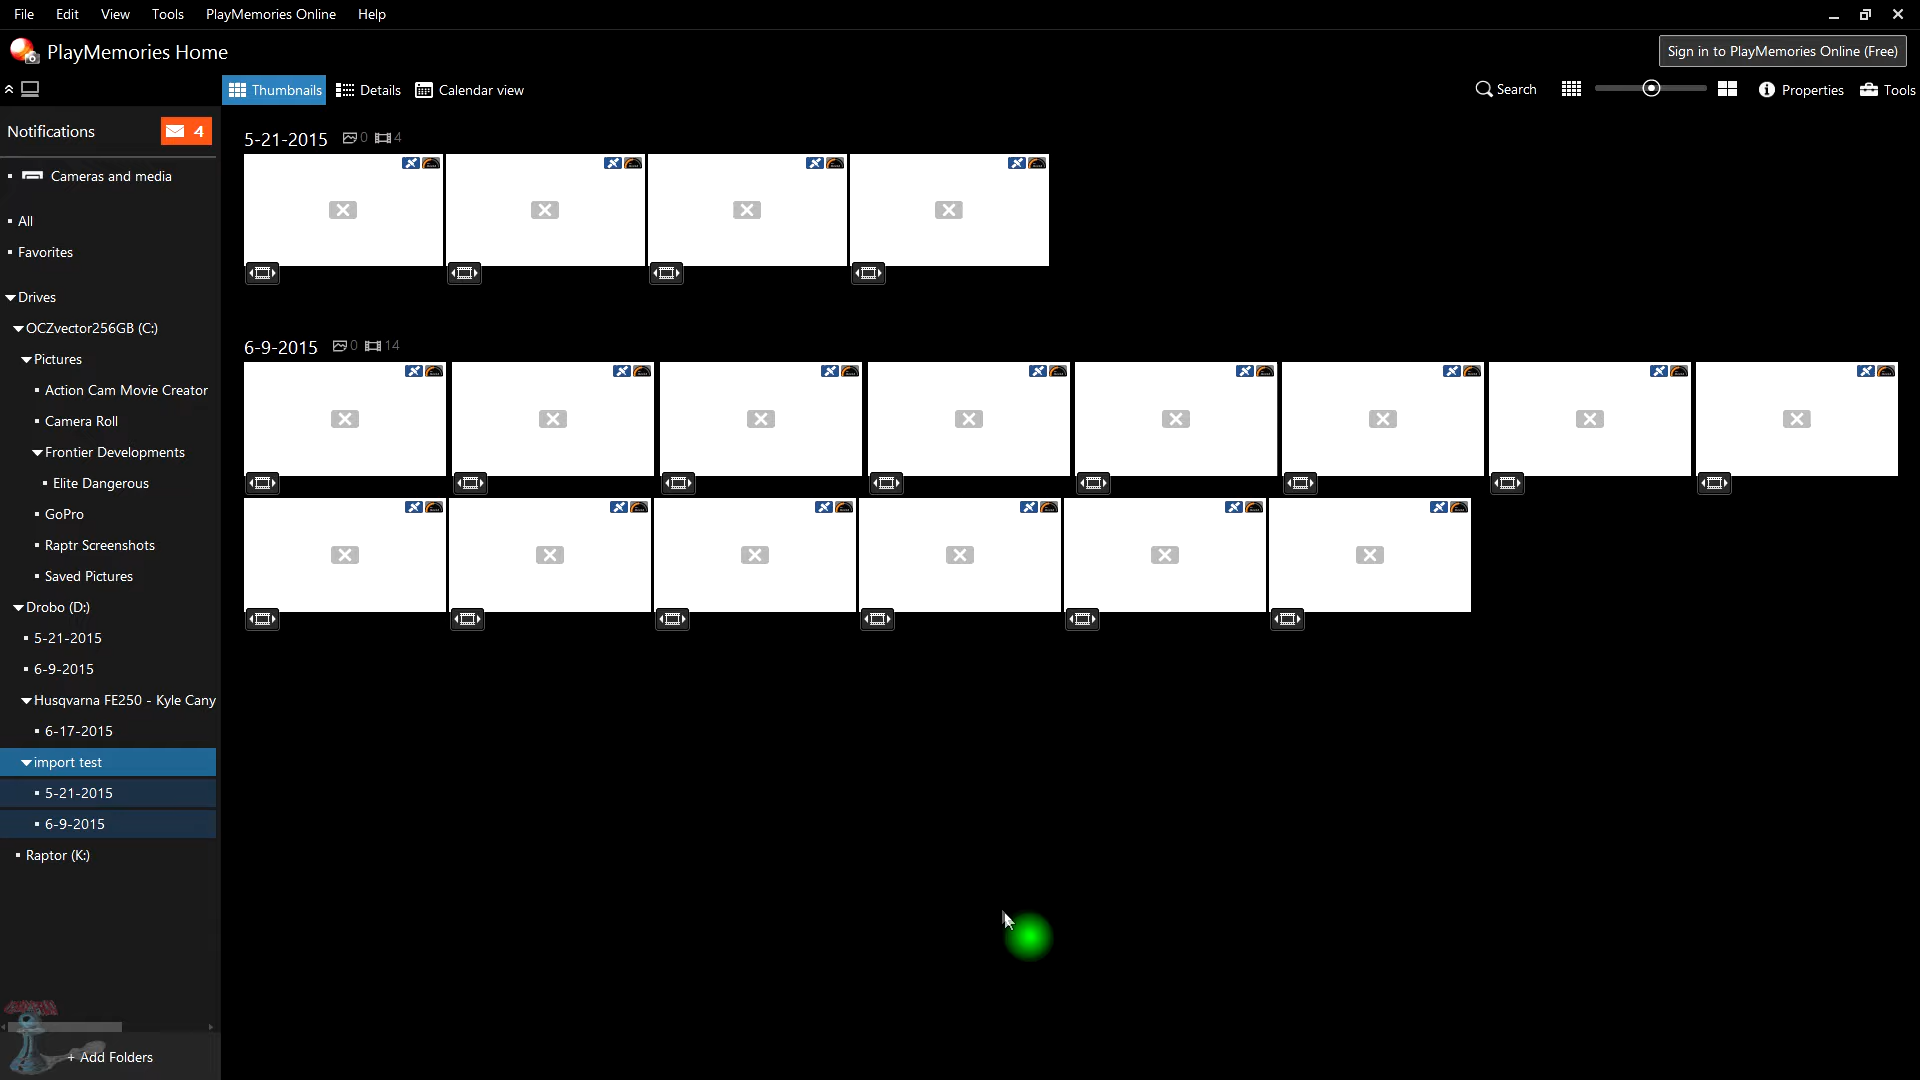 File Edit View Tools PlayMemories Online Help
PlayMemories Home
Sign in to PlayMemories Online (Free)
Thumbnails Details Calendar view
Search Properties Tools
Notifications 4
Cameras and media
All
Favorites
Drives
OCZvector256GB (C:)
Pictures
Action Cam Movie Creator
Camera Roll
Frontier Developments
Elite Dangerous
GoPro
Raptr Screenshots
Saved Pictures
Drobo (D:)
5-21-2015
6-9-2015
Husqvarna FE250 - Kyle Cany
6-17-2015
import test
5-21-2015
6-9-2015
Raptor (K:)
+ Add Folders
5-21-2015 0 4
6-9-2015 0 14